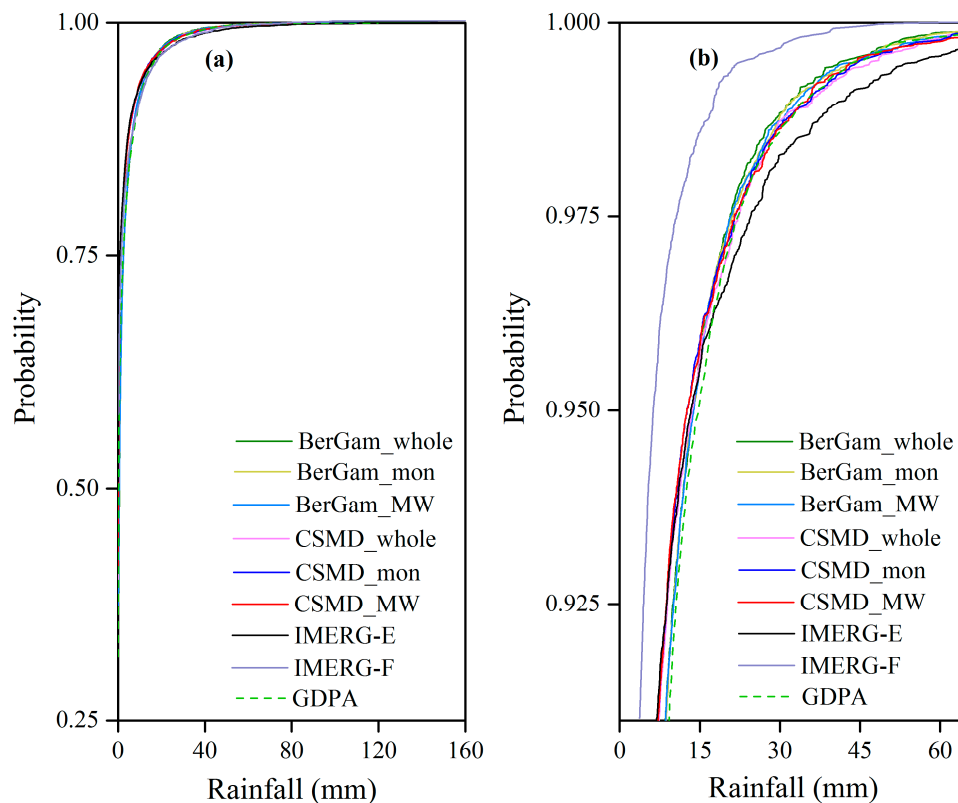 (a)
Probability
1.00
0.75
0.50
0.25
BerGam_whole
BerGam_mon
BerGam_MW
CSMD_whole
CSMD_mon
CSMD_MW
IMERG-E
IMERG-F
GDPA
0 40 80 120 160
Rainfall (mm)
(b)
Probability
1.000
0.975
0.950
0.925
BerGam_whole
BerGam_mon
BerGam_MW
CSMD_whole
CSMD_mon
CSMD_MW
IMERG-E
IMERG-F
GDPA
0 15 30 45 60
Rainfall (mm)